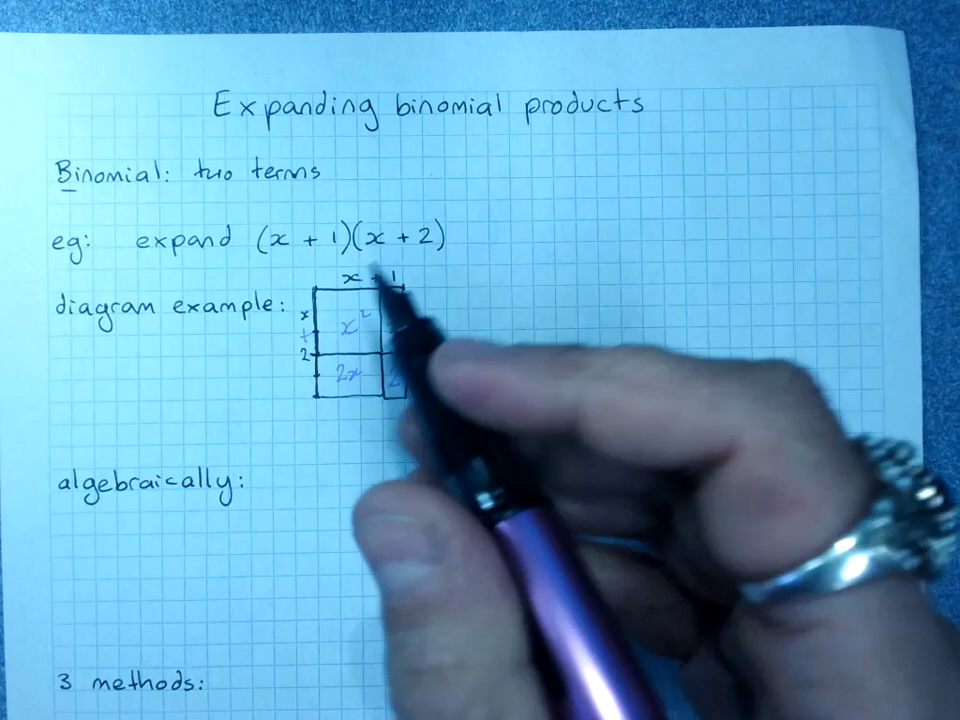 Expanding binomial products
Binomial: two terms
eg: expand (x + 1)(x + 2)
x + 1
diagram example:
x
+
2
x²
2x 2
algebraically:
3 methods: